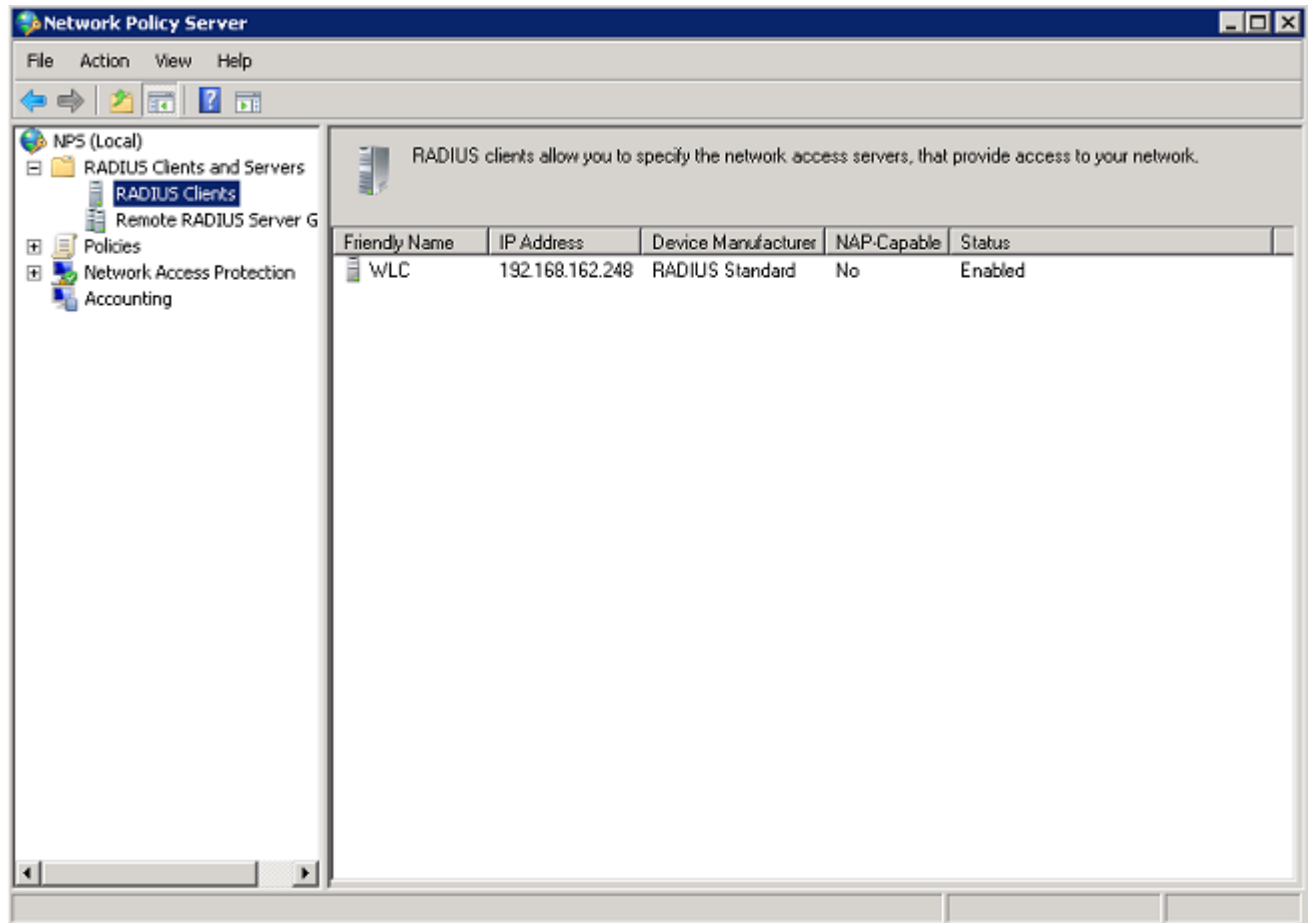 Network Policy Server
File Action View Help
NPS (Local)
RADIUS Clients and Servers
RADIUS Clients
Remote RADIUS Server G
Policies
Network Access Protection
Accounting
RADIUS clients allow you to specify the network access servers, that provide access to your network.
Friendly Name IP Address Device Manufacturer NAP-Capable Status
WLC 192.168.162.248 RADIUS Standard No Enabled